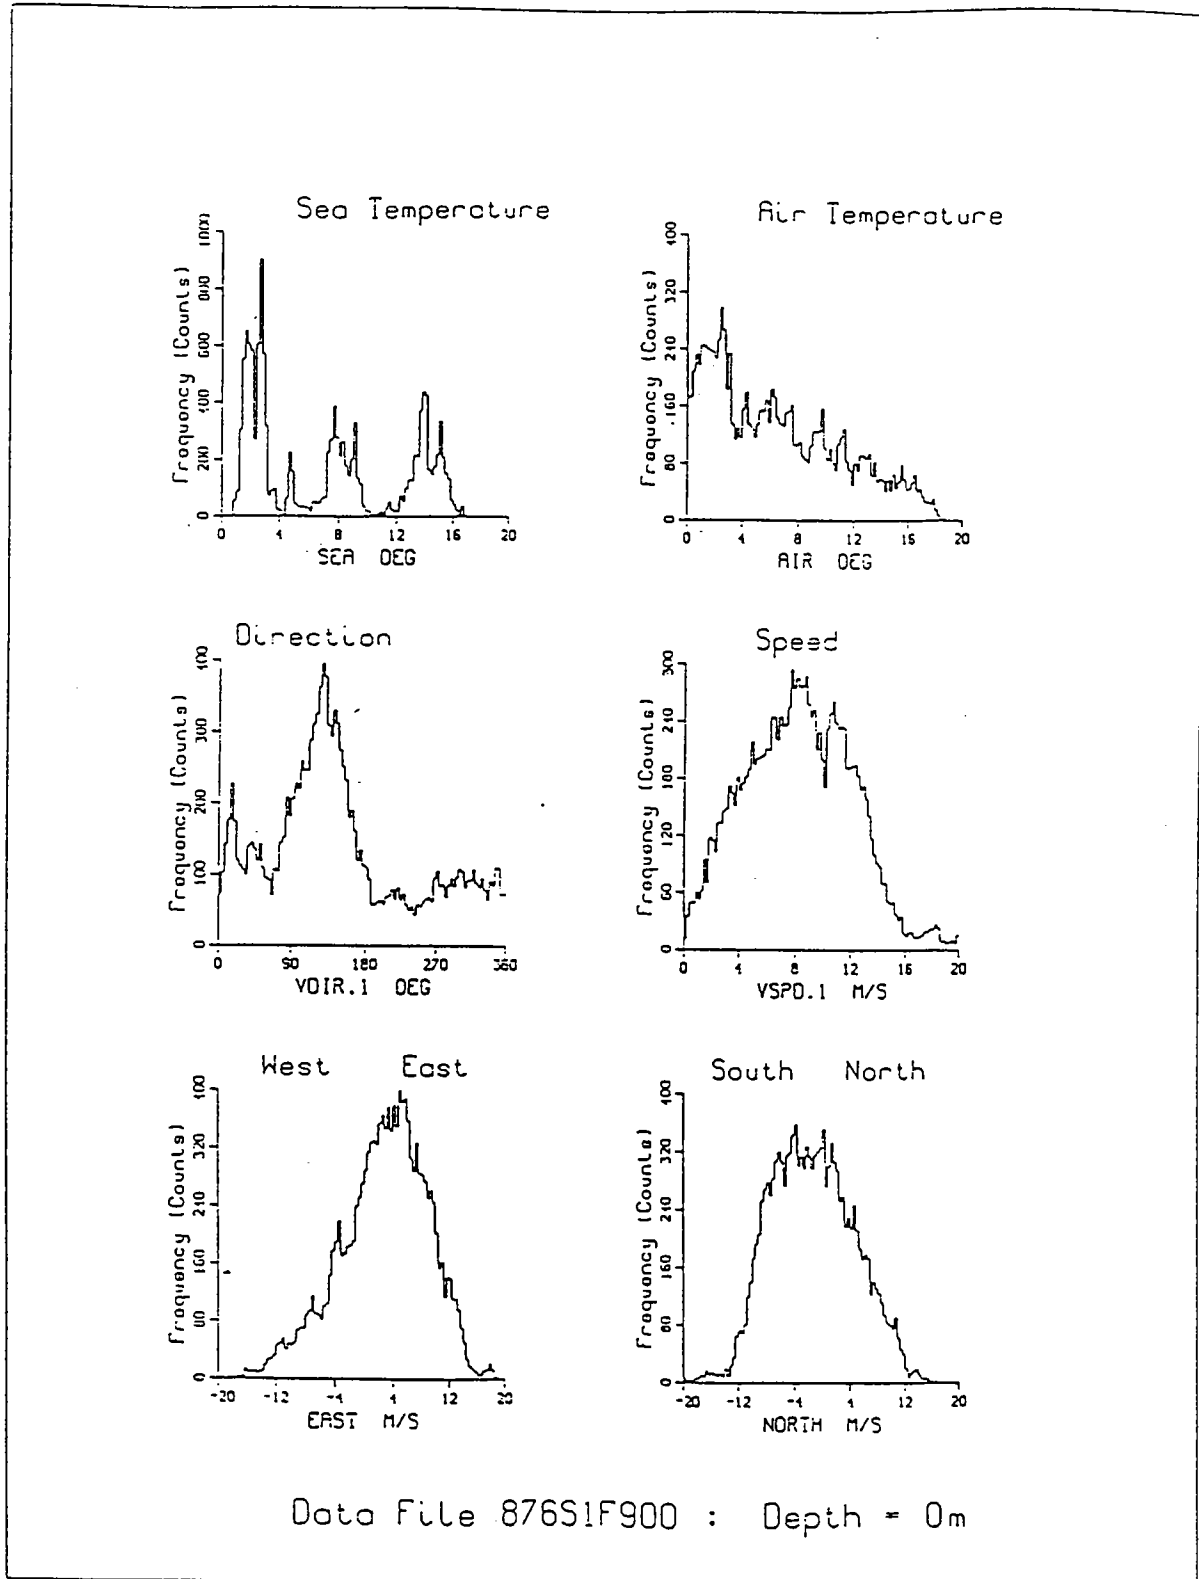 Sea Temperature
Frequency (Counts)
1000
800
600
400
200
0
0 4 8 12 16 20
SEA DEG
Air Temperature
Frequency (Counts)
400
320
240
160
80
0
0 4 8 12 16 20
AIR DEG
Direction
Frequency (Counts)
400
300
200
100
0
0 90 180 270 360
VDIR.1 DEG
Speed
Frequency (Counts)
300
240
180
120
60
0
0 4 8 12 16 20
VSPD.1 M/S
West East
Frequency (Counts)
400
320
240
160
80
0
-20 -12 -4 4 12 20
EAST M/S
South North
Frequency (Counts)
400
320
240
160
80
0
-20 -12 -4 4 12 20
NORTH M/S
Data File 876S1F900 : Depth = 0m